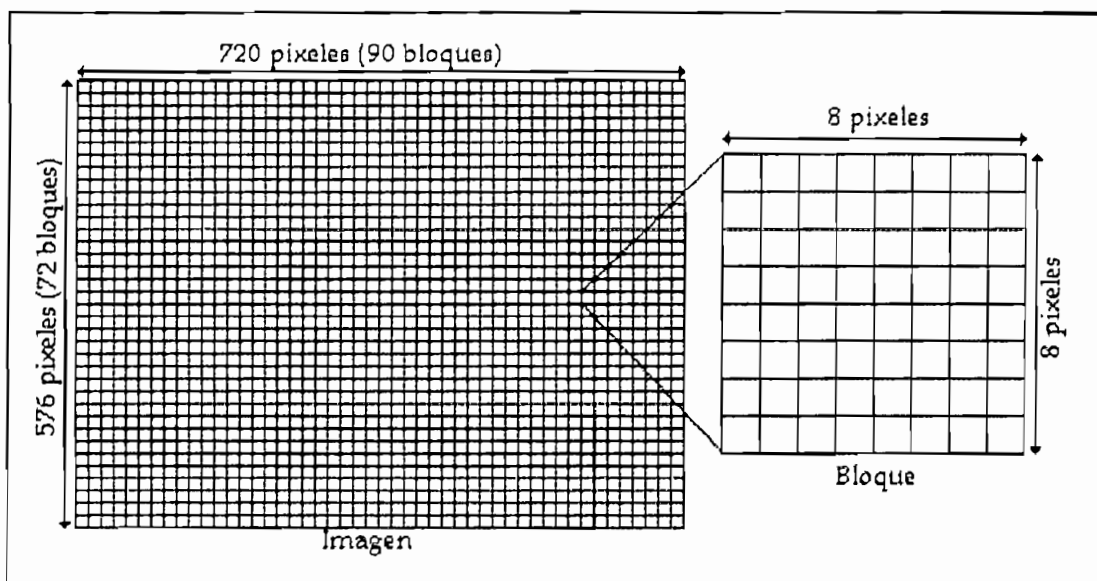 720 pixeles (90 bloques)
576 pixeles (72 bloques)
Imagen
8 pixeles
8 pixeles
Bloque